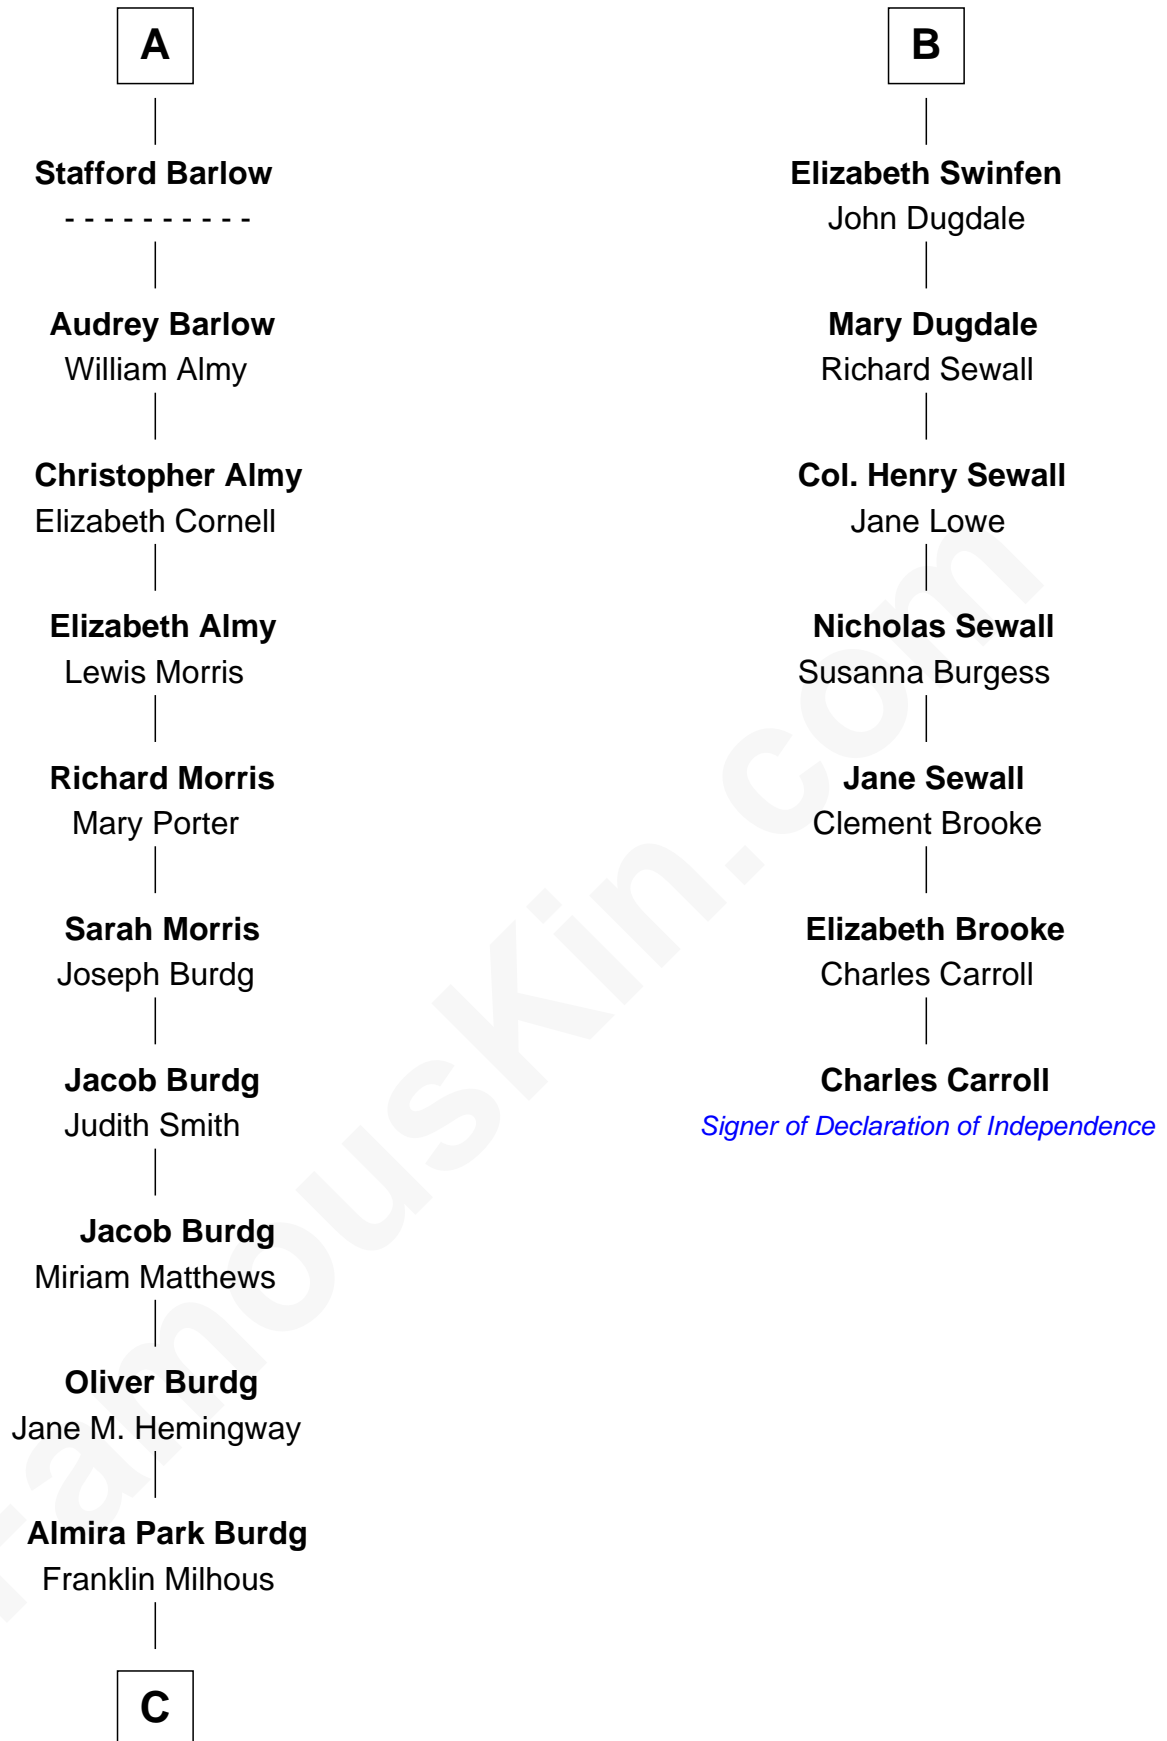 A
Stafford Barlow
- - - - - - - - - -
Audrey Barlow
William Almy
Christopher Almy
Elizabeth Cornell
Elizabeth Almy
Lewis Morris
Richard Morris
Mary Porter
Sarah Morris
Joseph Burdg
Jacob Burdg
Judith Smith
Jacob Burdg
Miriam Matthews
Oliver Burdg
Jane M. Hemingway
Almira Park Burdg
Franklin Milhous
C
B
Elizabeth Swinfen
John Dugdale
Mary Dugdale
Richard Sewall
Col. Henry Sewall
Jane Lowe
Nicholas Sewall
Susanna Burgess
Jane Sewall
Clement Brooke
Elizabeth Brooke
Charles Carroll
Charles Carroll
Signer of Declaration of Independence
FamousKin.com